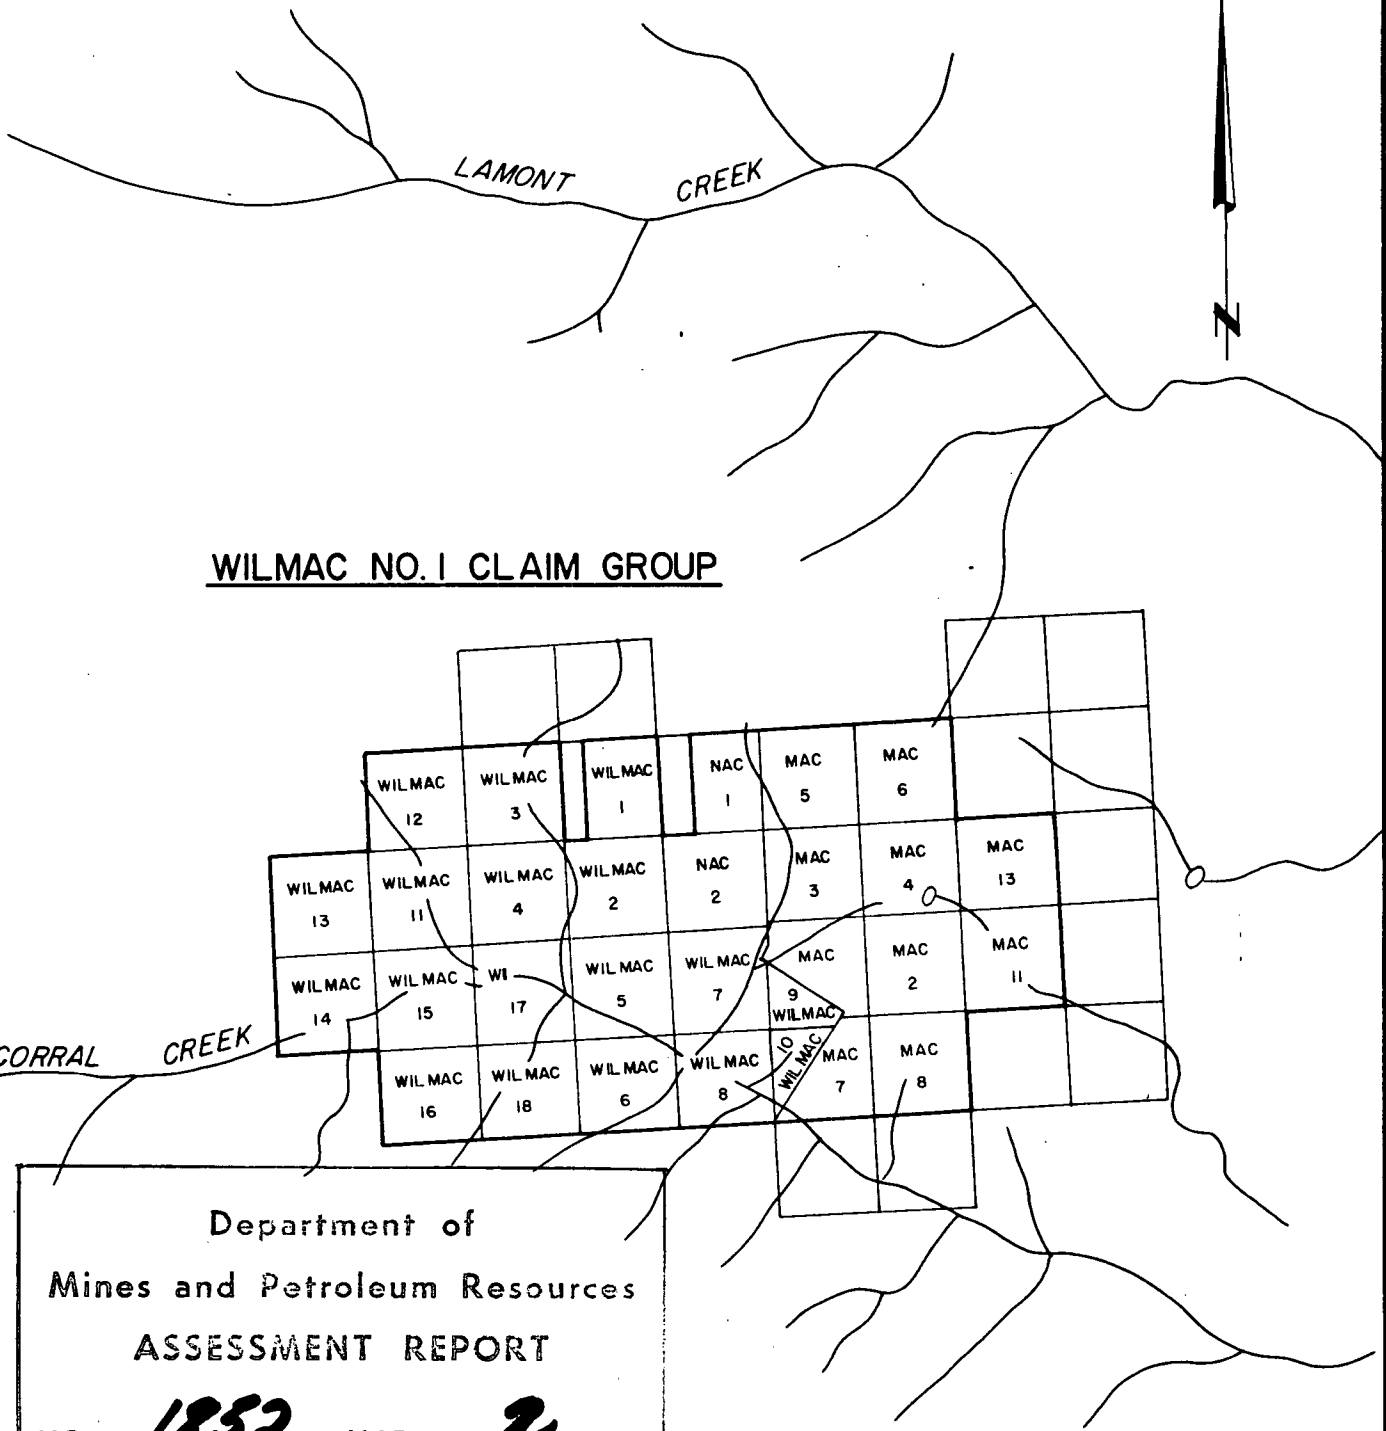 LAMONT CREEK
N
WILMAC NO. 1 CLAIM GROUP
WILMAC 12
WILMAC 3
WILMAC 1
NAC 1
MAC 5
MAC 6
WILMAC 13
WILMAC 11
WILMAC 4
WILMAC 2
NAC 2
MAC 3
MAC 4
MAC 13
WILMAC 14
WILMAC 15
WI 17
WILMAC 5
WILMAC 7
MAC
9 WILMAC
MAC 2
MAC 11
CORRAL CREEK
WILMAC 16
WILMAC 18
WILMAC 6
WILMAC 8
10 WILMAC
MAC 7
MAC 8
Department of
Mines and Petroleum Resources
ASSESSMENT REPORT
1852